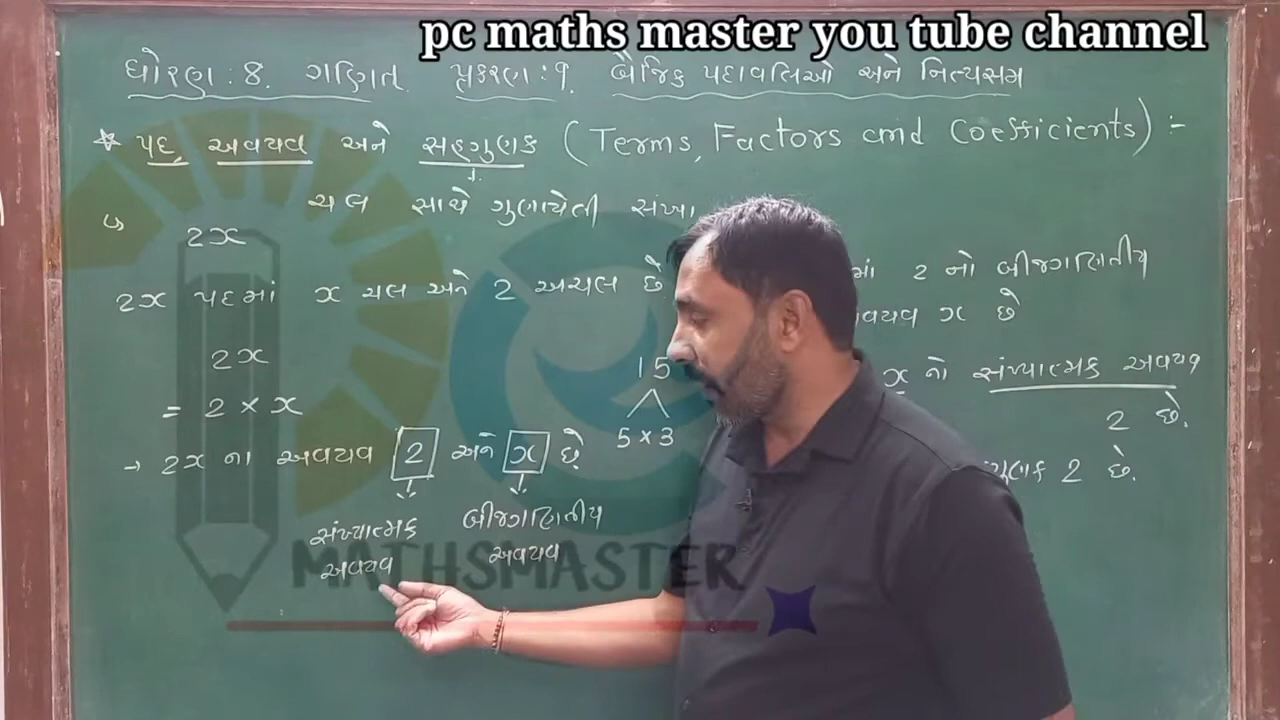 pc maths master you tube channel
ધોરણ : 8. ગણિત પ્રકરણ : ૧. બૈજિક પદાવલિઓ અને નિત્યસમ
☆ પદ, અવયવ અને સહગુણક (Terms, Factors and Coefficients) :-
ચલ સાથે ગુણાયેલી સંખ્યા
2x
2x પદમાં x ચલ અને 2 અચલ છે
2x
= 2 × x
→ 2x ના અવયવ 2 અને x છે
સંખ્યાત્મક અવયવ
બીજગણિતીય અવયવ
15
5 × 3
માં 2 નો બીજગણિતીય
અવયવ x છે
x નો સંખ્યાત્મક અવયવ
2 છે.
ગુણક 2 છે.
MATHSMASTER